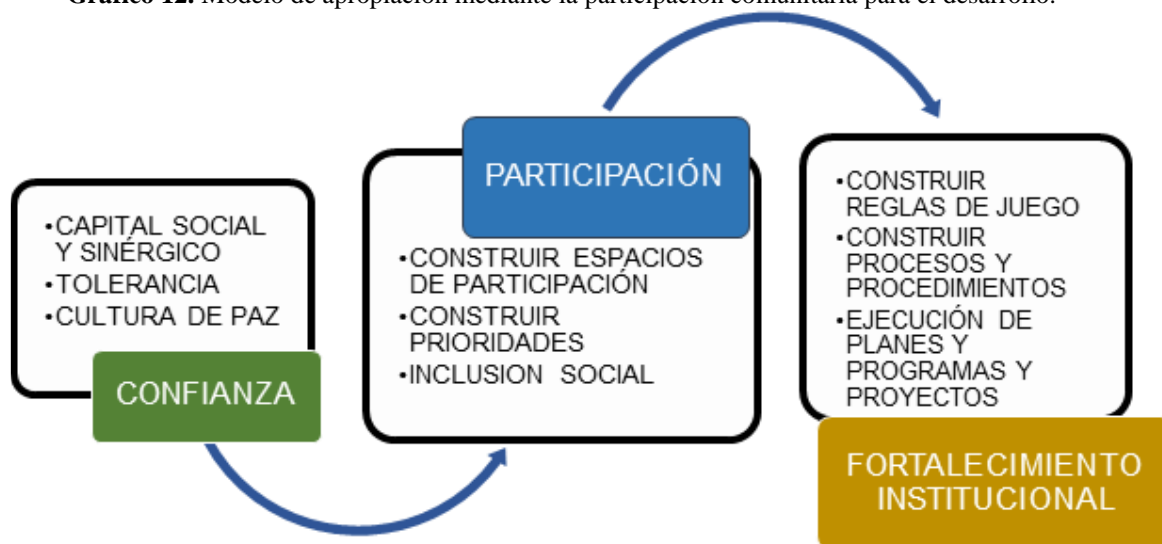 Gráfico 12. Modelo de apropiación mediante la participación comunitaria para el desarrollo.
•CAPITAL SOCIAL
Y SINÉRGICO
•TOLERANCIA
•CULTURA DE PAZ
CONFIANZA
PARTICIPACIÓN
•CONSTRUIR ESPACIOS
DE PARTICIPACIÓN
•CONSTRUIR
PRIORIDADES
•INCLUSION SOCIAL
•CONSTRUIR
REGLAS DE JUEGO
•CONSTRUIR
PROCESOS Y
PROCEDIMIENTOS
•EJECUCIÓN DE
PLANES Y
PROGRAMAS Y
PROYECTOS
FORTALECIMIENTO
INSTITUCIONAL